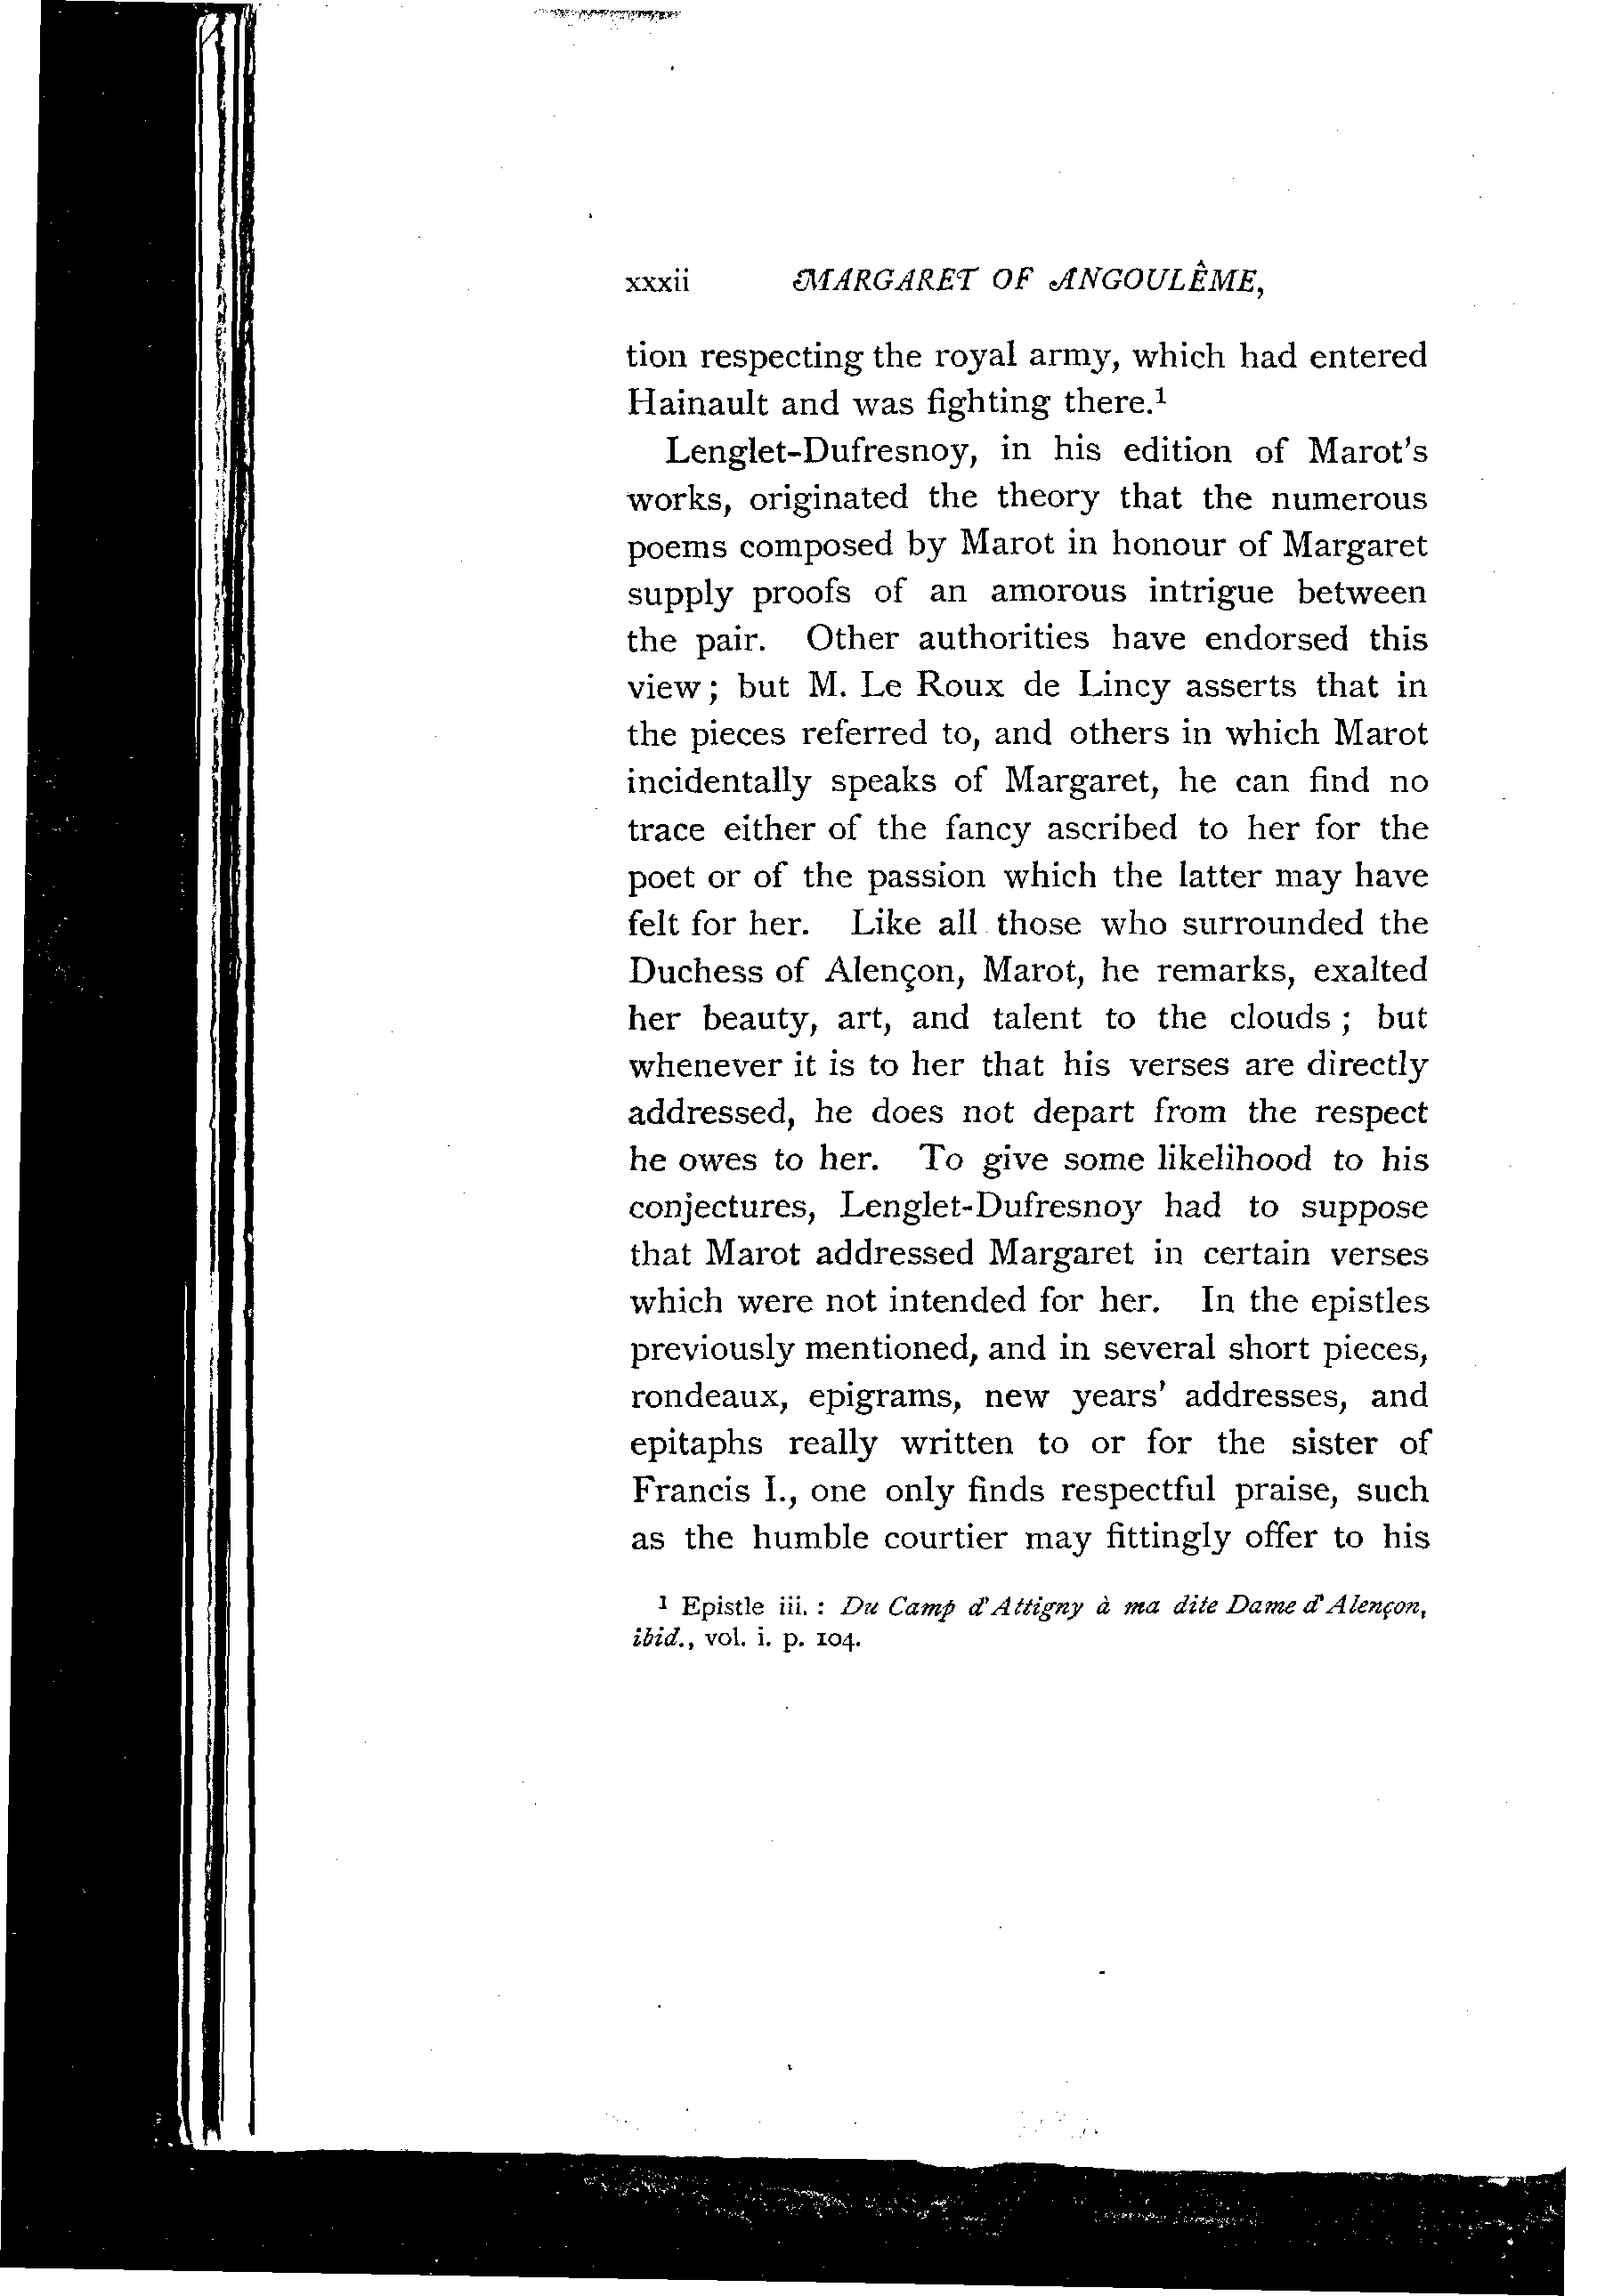 xxxii MARGARET OF ANGOULÊME,
tion respecting the royal army, which had entered
Hainault and was fighting there.¹
Lenglet-Dufresnoy, in his edition of Marot's
works, originated the theory that the numerous
poems composed by Marot in honour of Margaret
supply proofs of an amorous intrigue between
the pair. Other authorities have endorsed this
view; but M. Le Roux de Lincy asserts that in
the pieces referred to, and others in which Marot
incidentally speaks of Margaret, he can find no
trace either of the fancy ascribed to her for the
poet or of the passion which the latter may have
felt for her. Like all those who surrounded the
Duchess of Alençon, Marot, he remarks, exalted
her beauty, art, and talent to the clouds; but
whenever it is to her that his verses are directly
addressed, he does not depart from the respect
he owes to her. To give some likelihood to his
conjectures, Lenglet-Dufresnoy had to suppose
that Marot addressed Margaret in certain verses
which were not intended for her. In the epistles
previously mentioned, and in several short pieces,
rondeaux, epigrams, new years' addresses, and
epitaphs really written to or for the sister of
Francis I., one only finds respectful praise, such
as the humble courtier may fittingly offer to his
¹ Epistle iii.: Du Camp d'Attigny à ma dite Dame d'Alençon,
ibid., vol. i. p. 104.